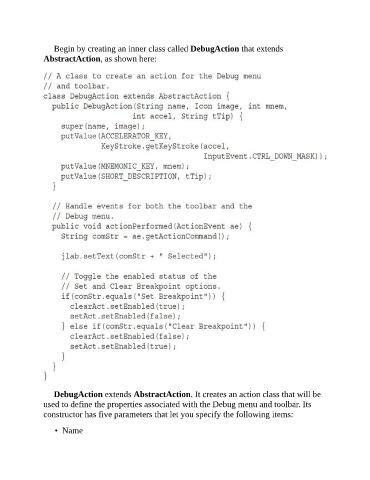 Begin by creating an inner class called DebugAction that extends
AbstractAction, as shown here:
// A class to create an action for the Debug menu
// and toolbar.
class DebugAction extends AbstractAction {
  public DebugAction(String name, Icon image, int mnem,
                     int accel, String tTip) {
    super(name, image);
    putValue(ACCELERATOR_KEY,
             KeyStroke.getKeyStroke(accel,
                                    InputEvent.CTRL_DOWN_MASK));
    putValue(MNEMONIC_KEY, mnem);
    putValue(SHORT_DESCRIPTION, tTip);
  }
  // Handle events for both the toolbar and the
  // Debug menu.
  public void actionPerformed(ActionEvent ae) {
    String comStr = ae.getActionCommand();
    jlab.setText(comStr + " Selected");
    // Toggle the enabled status of the
    // Set and Clear Breakpoint options.
    if(comStr.equals("Set Breakpoint")) {
      clearAct.setEnabled(true);
      setAct.setEnabled(false);
    } else if(comStr.equals("Clear Breakpoint")) {
      clearAct.setEnabled(false);
      setAct.setEnabled(true);
    }
  }
}
DebugAction extends AbstractAction. It creates an action class that will be
used to define the properties associated with the Debug menu and toolbar. Its
constructor has five parameters that let you specify the following items:
• Name